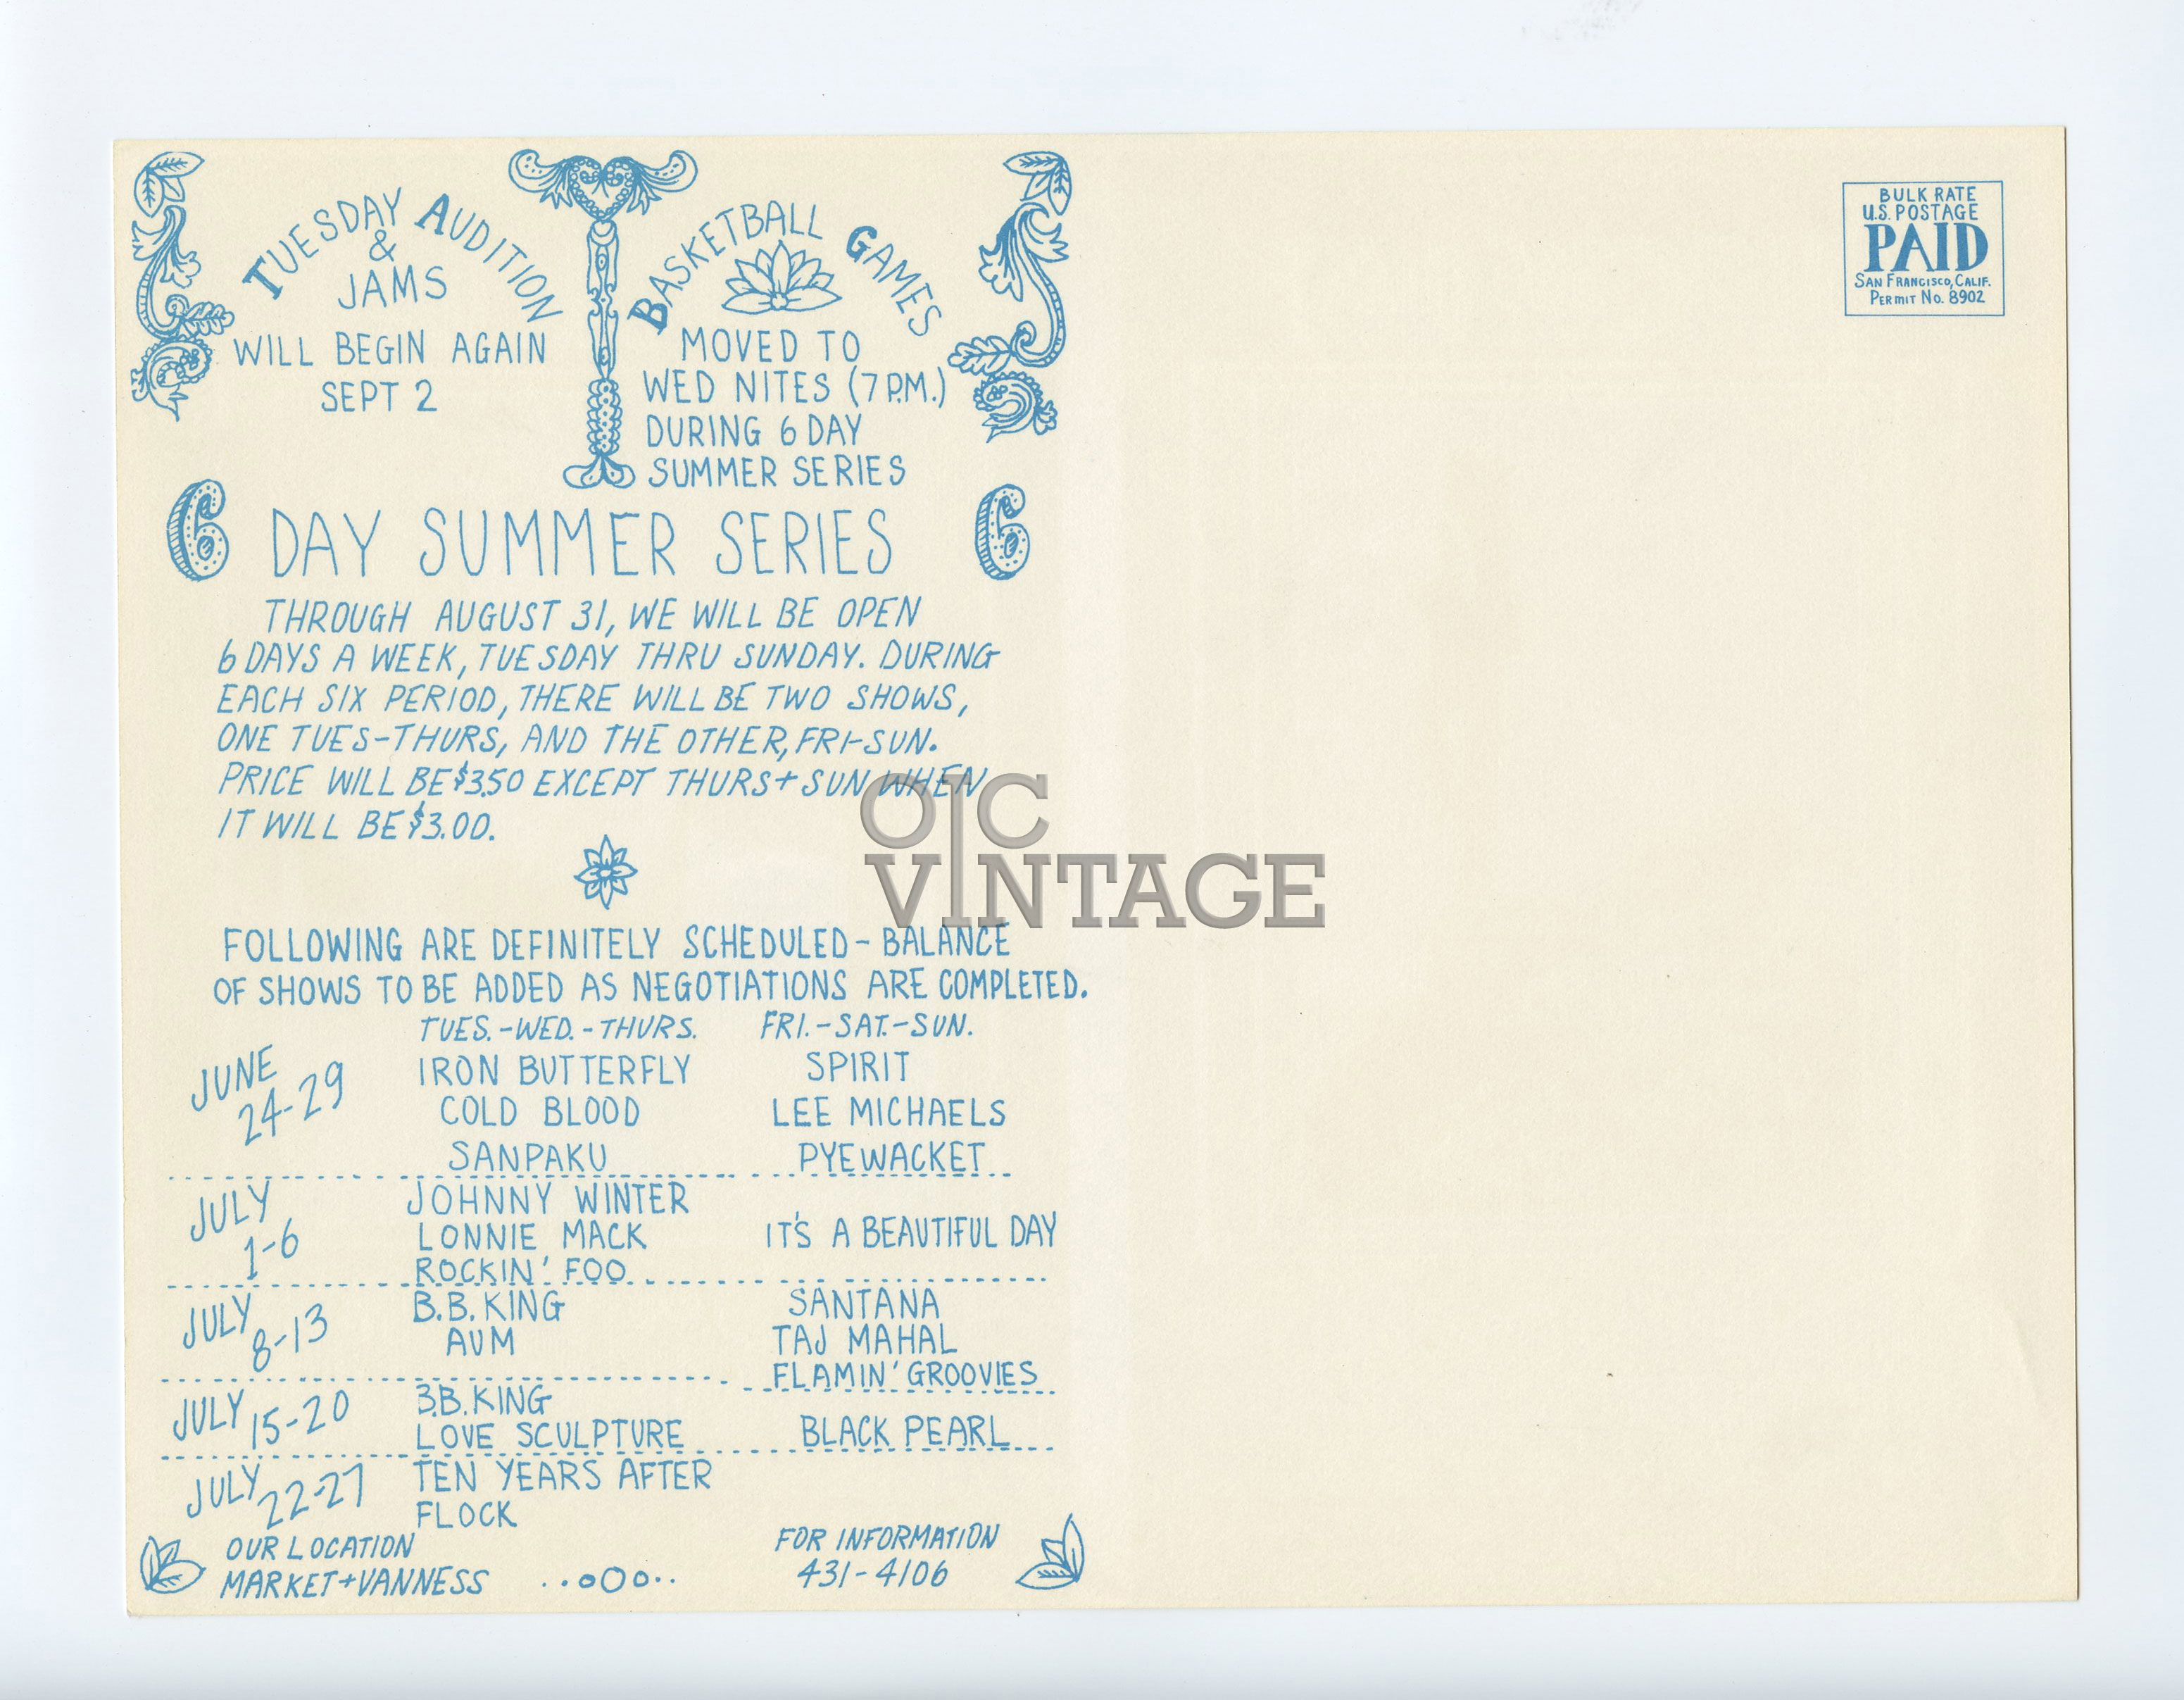 TUESDAY AUDITION
&
JAMS
WILL BEGIN AGAIN
SEPT 2
BASKETBALL GAMES
MOVED TO
WED NITES (7 P.M.)
DURING 6 DAY
SUMMER SERIES
BULK RATE
U.S. POSTAGE
PAID
SAN FRANCISCO, CALIF.
PERMIT No. 8902
6 DAY SUMMER SERIES 6
THROUGH AUGUST 31, WE WILL BE OPEN
6 DAYS A WEEK, TUESDAY THRU SUNDAY. DURING
EACH SIX PERIOD, THERE WILL BE TWO SHOWS,
ONE TUES-THURS, AND THE OTHER, FRI-SUN.
PRICE WILL BE $3.50 EXCEPT THURS + SUN WHEN
IT WILL BE $3.00.
OC
VINTAGE
FOLLOWING ARE DEFINITELY SCHEDULED - BALANCE
OF SHOWS TO BE ADDED AS NEGOTIATIONS ARE COMPLETED.
TUES.-WED.-THURS. FRI.-SAT.-SUN.
JUNE
24-29
IRON BUTTERFLY
COLD BLOOD
SANPAKU
SPIRIT
LEE MICHAELS
PYEWACKET
JULY
1-6
JOHNNY WINTER
LONNIE MACK
ROCKIN' FOO
IT'S A BEAUTIFUL DAY
JULY
8-13
B.B. KING
AUM
SANTANA
TAJ MAHAL
FLAMIN' GROOVIES
JULY 15-20
B.B. KING
LOVE SCULPTURE
BLACK PEARL
JULY 22-27
TEN YEARS AFTER
FLOCK
OUR LOCATION
MARKET + VANNESS
FOR INFORMATION
431-4106